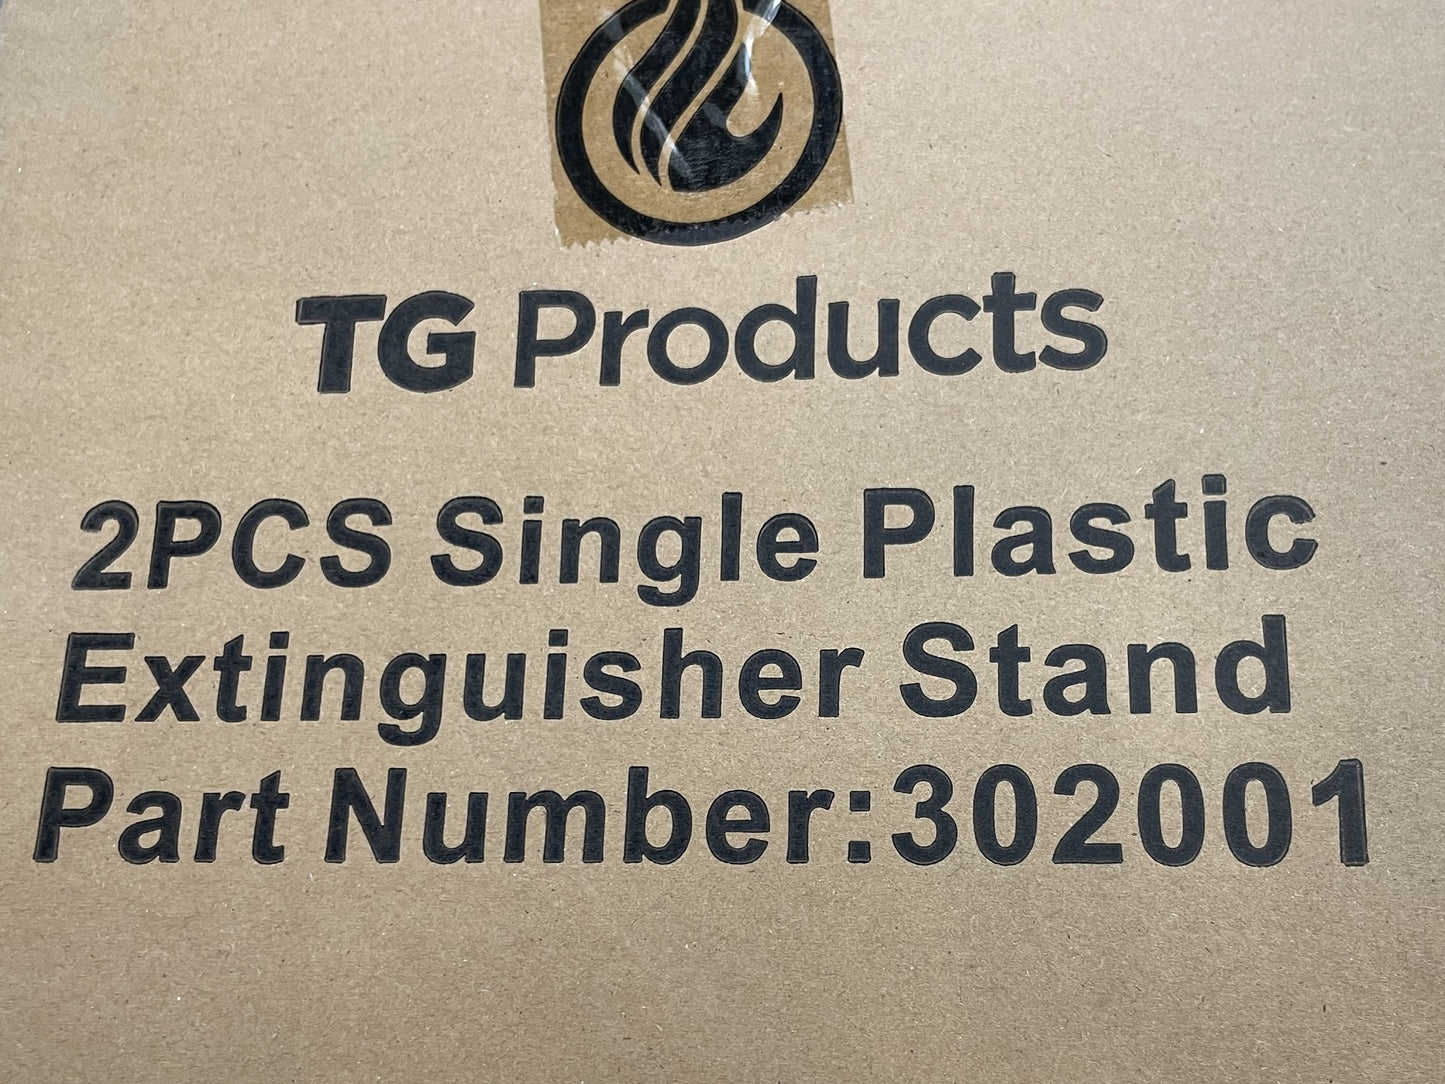 TG Products
2PCS Single Plastic
Extinguisher Stand
Part Number:302001